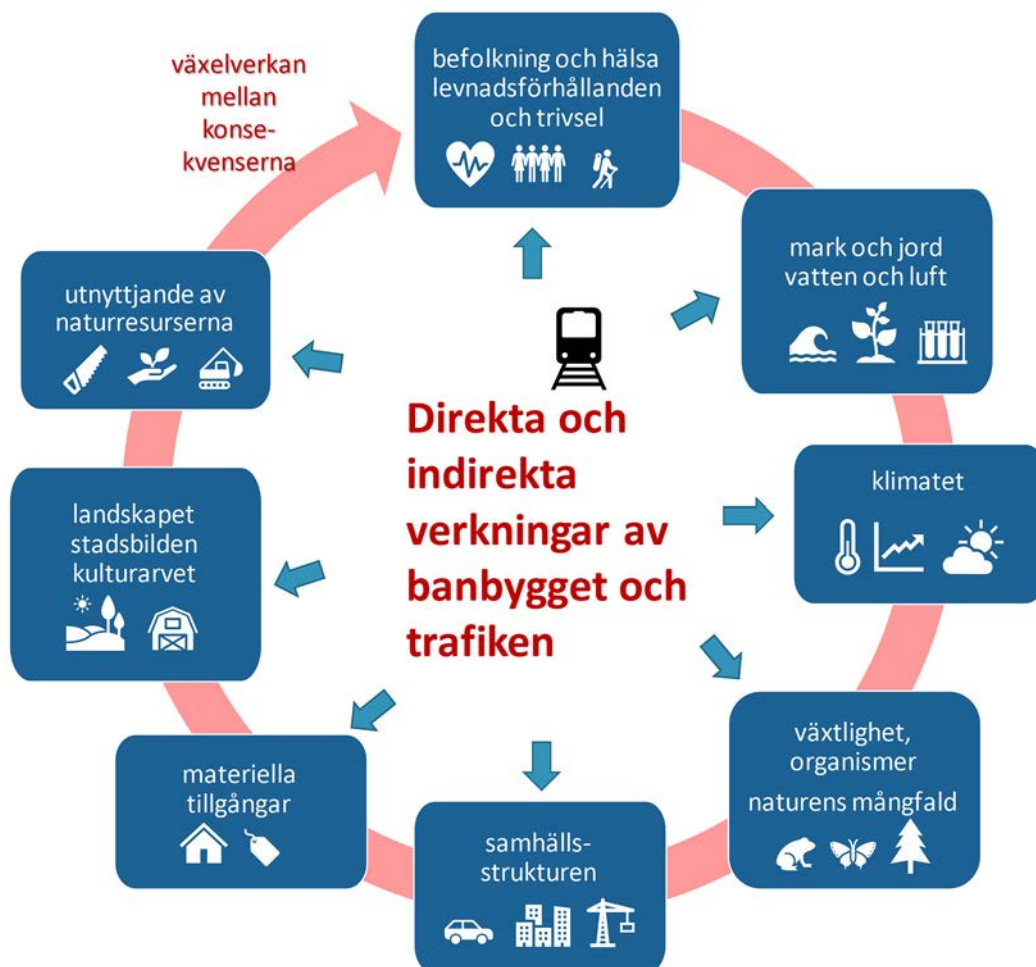 växelverkan
mellan
konse-
kvenserna
befolkning och hälsa
levnadsförhållanden
och trivsel
mark och jord
vatten och luft
klimatet
växtlighet,
organismer
naturens mångfald
samhälls-
strukturen
materiella
tillgångar
landskapet
stadsbilden
kulturarvet
utnyttjande av
naturresurserna
Direkta och
indirekta
verkningar av
banbygget och
trafiken